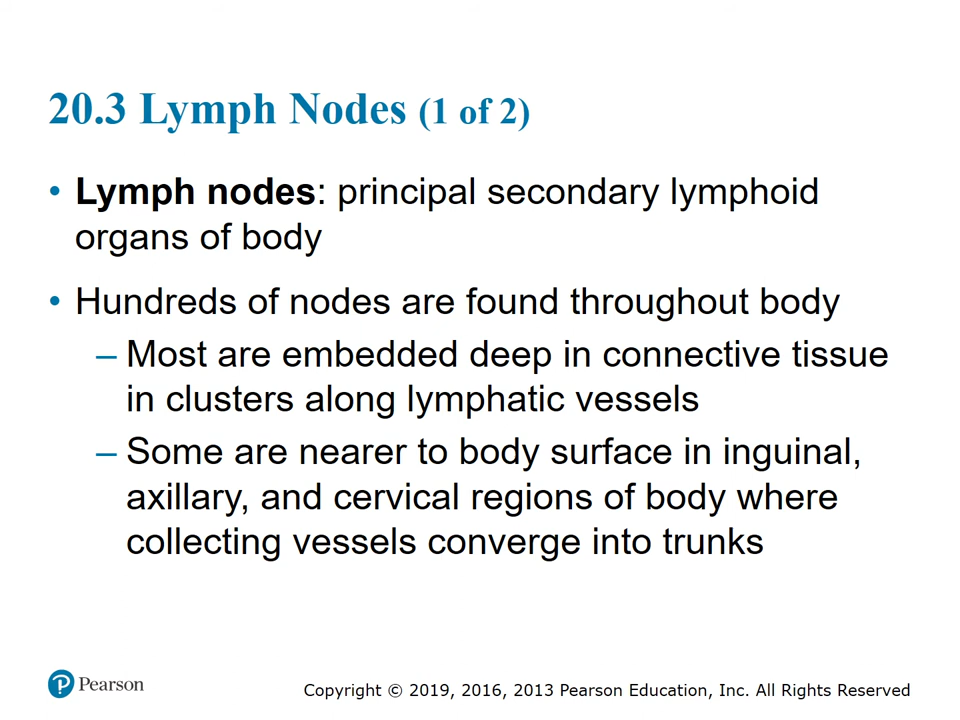 20.3 Lymph Nodes (1 of 2)
• Lymph nodes: principal secondary lymphoid
organs of body
• Hundreds of nodes are found throughout body
– Most are embedded deep in connective tissue
in clusters along lymphatic vessels
– Some are nearer to body surface in inguinal,
axillary, and cervical regions of body where
collecting vessels converge into trunks
P Pearson
Copyright © 2019, 2016, 2013 Pearson Education, Inc. All Rights Reserved